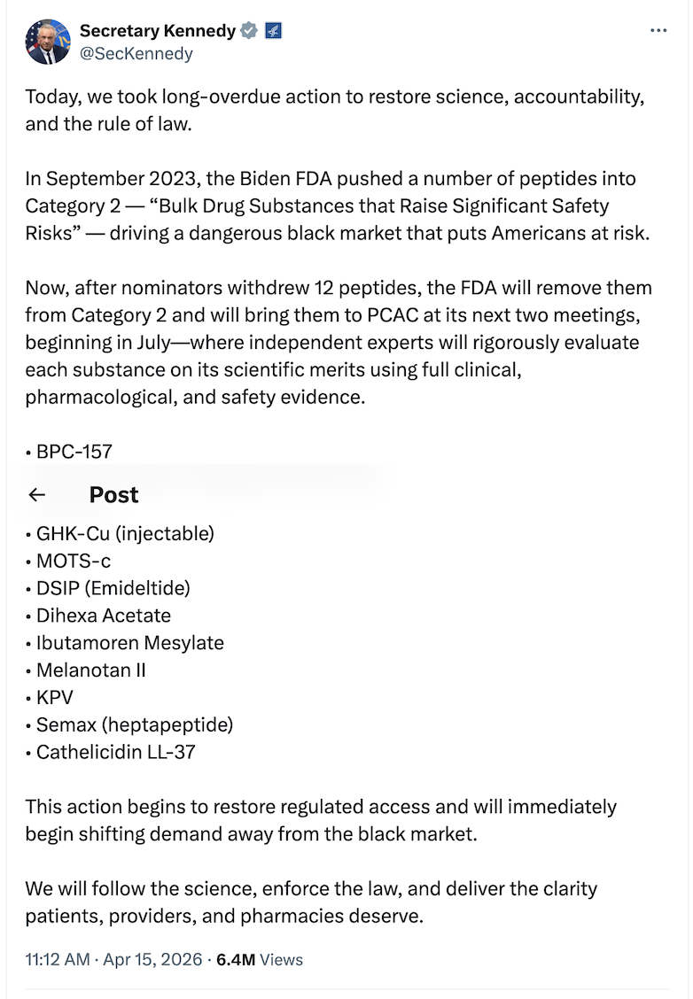 Secretary Kennedy
@SecKennedy
Today, we took long-overdue action to restore science, accountability,
and the rule of law.
In September 2023, the Biden FDA pushed a number of peptides into
Category 2 — “Bulk Drug Substances that Raise Significant Safety
Risks” — driving a dangerous black market that puts Americans at risk.
Now, after nominators withdrew 12 peptides, the FDA will remove them
from Category 2 and will bring them to PCAC at its next two meetings,
beginning in July—where independent experts will rigorously evaluate
each substance on its scientific merits using full clinical,
pharmacological, and safety evidence.
• BPC-157
Post
• GHK-Cu (injectable)
• MOTS-c
• DSIP (Emideltide)
• Dihexa Acetate
• Ibutamoren Mesylate
• Melanotan II
• KPV
• Semax (heptapeptide)
• Cathelicidin LL-37
This action begins to restore regulated access and will immediately
begin shifting demand away from the black market.
We will follow the science, enforce the law, and deliver the clarity
patients, providers, and pharmacies deserve.
11:12 AM · Apr 15, 2026 · 6.4M Views